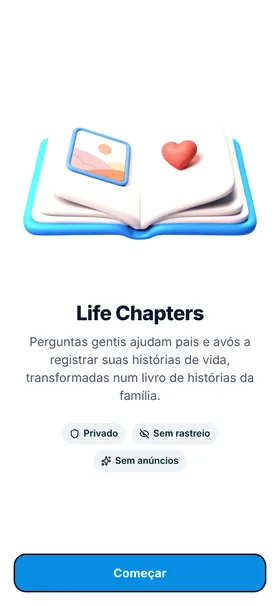 Life Chapters
Perguntas gentis ajudam pais e avós a
registrar suas histórias de vida,
transformadas num livro de histórias da
família.
Privado
Sem rastreio
Sem anúncios
Começar